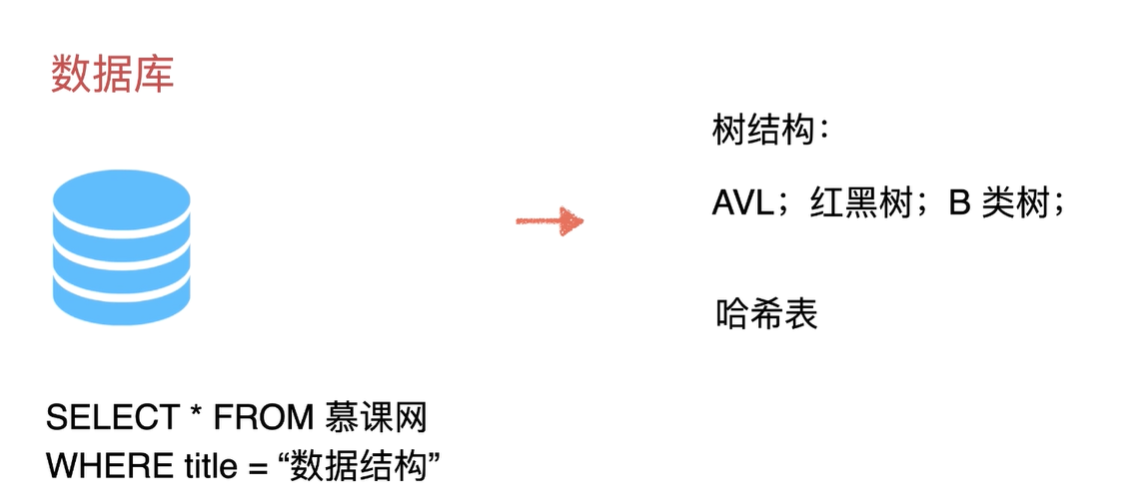 数据库
树结构：
AVL；红黑树；B 类树；
哈希表
SELECT * FROM 慕课网
WHERE title = “数据结构”